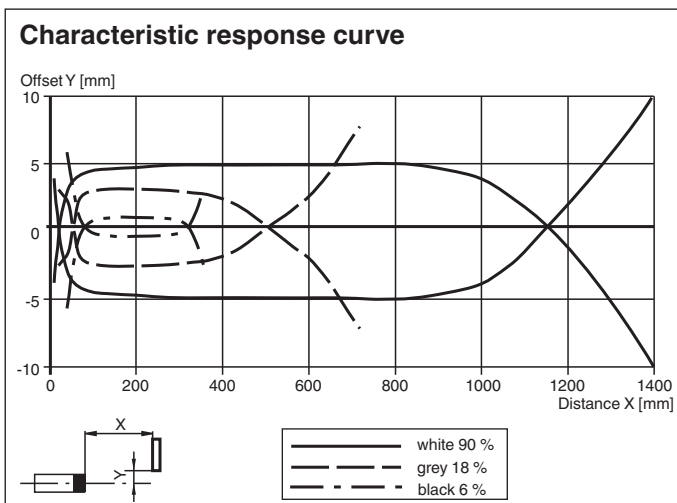 Characteristic response curve
Offset Y [mm]
10
5
0
-5
-10
0 200 400 600 800 1000 1200 1400
Distance X [mm]
X
Y
white 90 %
grey 18 %
black 6 %